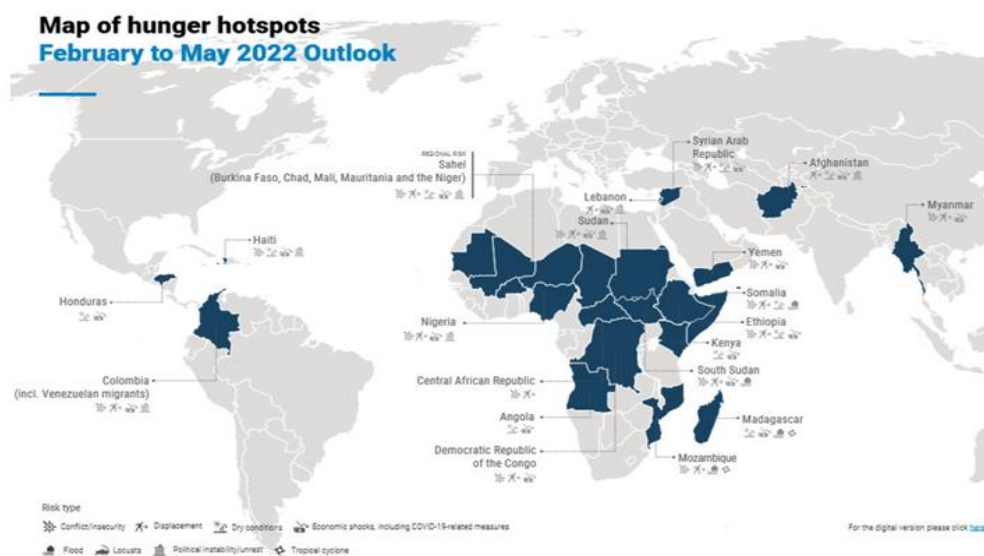 Map of hunger hotspots
February to May 2022 Outlook
REGIONAL RISK
Sahel
(Burkina Faso, Chad, Mali, Mauritania and the Niger)
Syrian Arab
Republic
Afghanistan
Lebanon
Myanmar
Sudan
Haiti
Yemen
Honduras
Somalia
Nigeria
Ethiopia
Kenya
Colombia
(incl. Venezuelan migrants)
Central African Republic
South Sudan
Angola
Madagascar
Democratic Republic
of the Congo
Mozambique
Risk type
Conflict/insecurity Displacement Dry conditions Economic shocks, including COVID-19-related measures
For the digital version please click here
Flood Locusts Political instability/unrest Tropical cyclone